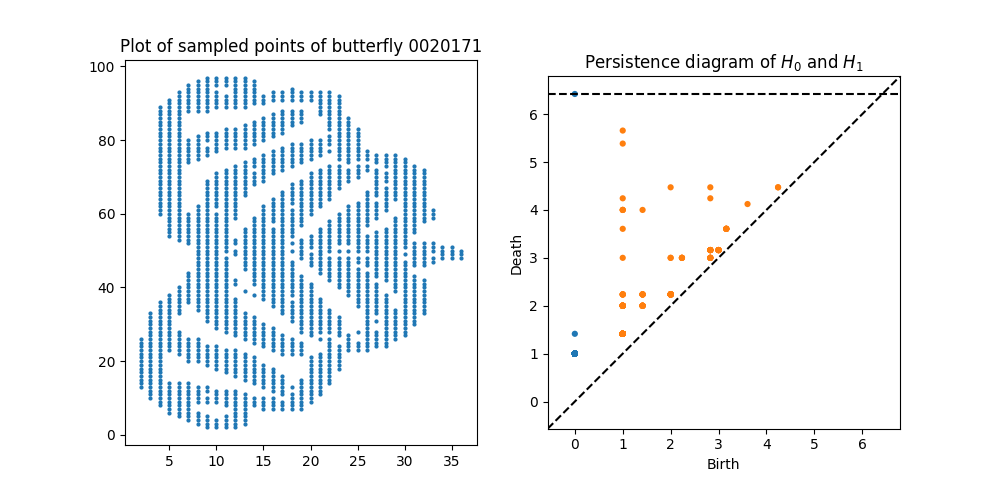 Plot of sampled points of butterfly 0020171
100
80
60
40
20
0
5 10 15 20 25 30 35
Persistence diagram of H₀ and H₁
6
5
4
3
2
1
0
Death
0 1 2 3 4 5 6
Birth